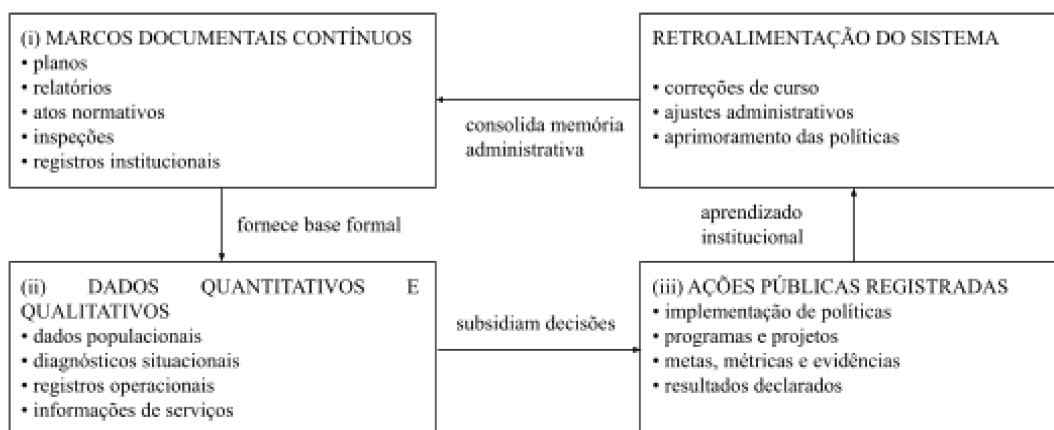 (i) MARCOS DOCUMENTAIS CONTÍNUOS
• planos
• relatórios
• atos normativos
• inspeções
• registros institucionais
RETROALIMENTAÇÃO DO SISTEMA
• correções de curso
• ajustes administrativos
• aprimoramento das políticas
consolida memória
administrativa
fornece base formal
aprendizado
institucional
(ii) DADOS QUANTITATIVOS E
QUALITATIVOS
• dados populacionais
• diagnósticos situacionais
• registros operacionais
• informações de serviços
subsidiam decisões
(iii) AÇÕES PÚBLICAS REGISTRADAS
• implementação de políticas
• programas e projetos
• metas, métricas e evidências
• resultados declarados